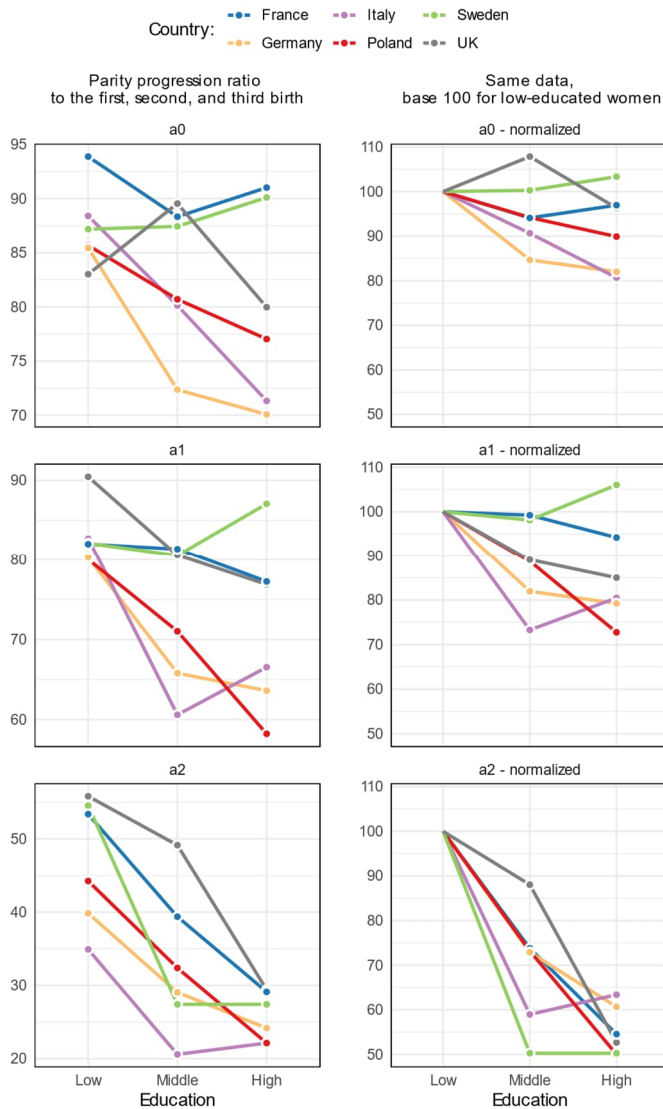 Country:
France
Italy
Sweden
Germany
Poland
UK
Parity progression ratio
to the first, second, and third birth
Same data,
base 100 for low-educated women
a0
95
90
85
80
75
70
a0 - normalized
110
100
90
80
70
60
50
a1
90
80
70
60
a1 - normalized
110
100
90
80
70
60
50
a2
50
40
30
20
a2 - normalized
110
100
90
80
70
60
50
Low Middle High
Education
Low Middle High
Education